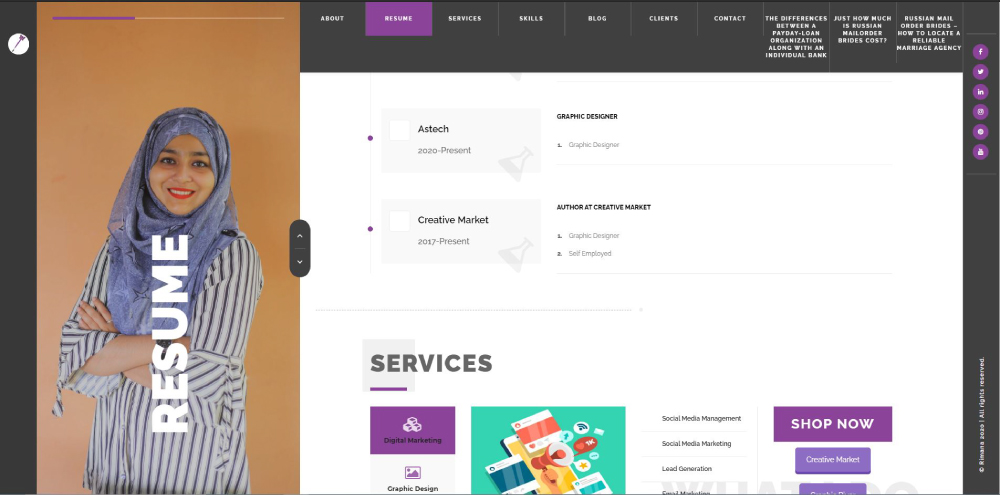 ABOUT
RESUME
SERVICES
SKILLS
BLOG
CLIENTS
CONTACT
THE DIFFERENCES
BETWEEN A
PAYDAY-LOAN
ORGANIZATION
ALONG WITH AN
INDIVIDUAL BANK
JUST HOW MUCH
IS RUSSIAN
MAILORDER
BRIDES COST?
RUSSIAN MAIL
ORDER BRIDES –
HOW TO LOCATE A
RELIABLE
MARRIAGE AGENCY
RESUME
Astech
2020-Present
GRAPHIC DESIGNER
1. Graphic Designer
Creative Market
2017-Present
AUTHOR AT CREATIVE MARKET
1. Graphic Designer
2. Self Employed
SERVICES
Digital Marketing
Graphic Design
1K
Social Media Management
Social Media Marketing
Lead Generation
Email Marketing
SHOP NOW
Creative Market
© Rimana 2020 | All rights reserved.